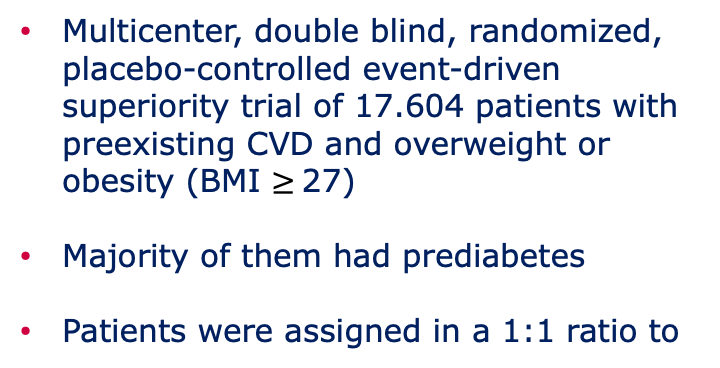 • Multicenter, double blind, randomized,
placebo-controlled event-driven
superiority trial of 17.604 patients with
preexisting CVD and overweight or
obesity (BMI ≥ 27)
• Majority of them had prediabetes
• Patients were assigned in a 1:1 ratio to